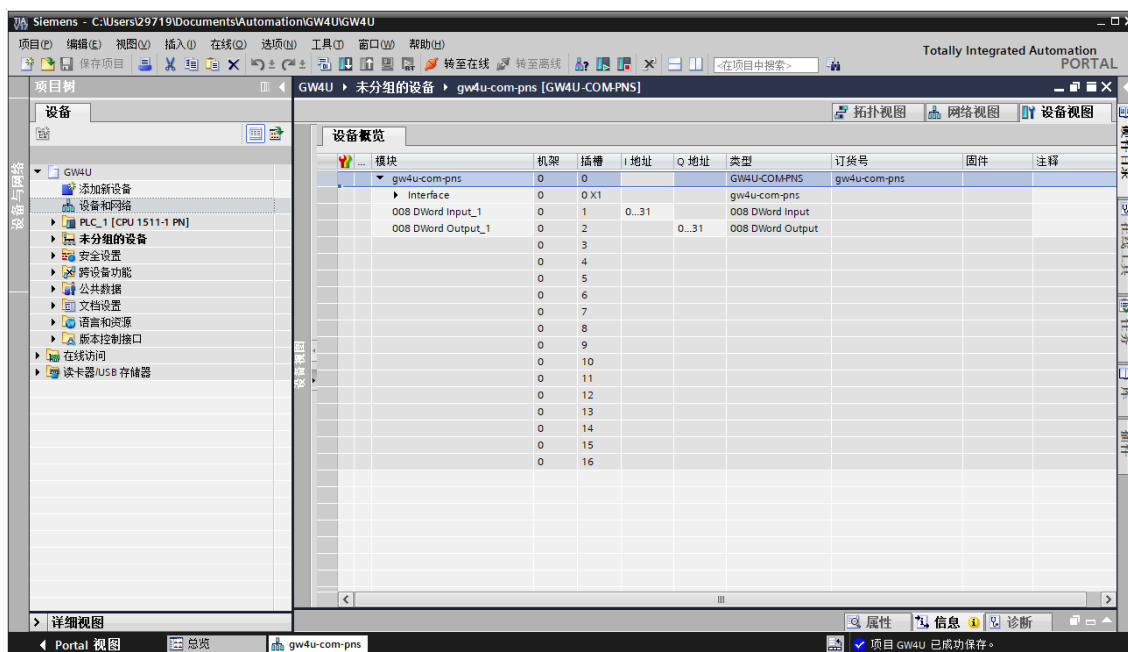 Siemens - C:\Users\29719\Documents\Automation\GW4U\GW4U
项目(P) 编辑(E) 视图(V) 插入(I) 在线(O) 选项(N) 工具(T) 窗口(W) 帮助(H)
Totally Integrated Automation
PORTAL
保存项目 转至在线 转至离线 <在项目中搜索>
项目树
GW4U ▸ 未分组的设备 ▸ gw4u-com-pns [GW4U-COM-PNS]
设备
拓扑视图 网络视图 设备视图
设备概览
模块 机架 插槽 I 地址 Q 地址 类型 订货号 固件 注释
gw4u-com-pns 0 0 GW4U-COM-PNS gw4u-com-pns
Interface 0 0 X1 gw4u-com-pns
008 DWord Input_1 0 1 0...31 008 DWord Input
008 DWord Output_1 0 2 0...31 008 DWord Output
0 3
0 4
0 5
0 6
0 7
0 8
0 9
0 10
0 11
0 12
0 13
0 14
0 15
0 16
GW4U
添加新设备
设备和网络
PLC_1 [CPU 1511-1 PN]
未分组的设备
安全设置
跨设备功能
公共数据
文档设置
语言和资源
版本控制接口
在线访问
读卡器/USB 存储器
设备与网络
设备视图
在线工具
任务
库
插件
详细视图
属性 信息 诊断
Portal 视图 总览 gw4u-com-pns 项目 GW4U 已成功保存。